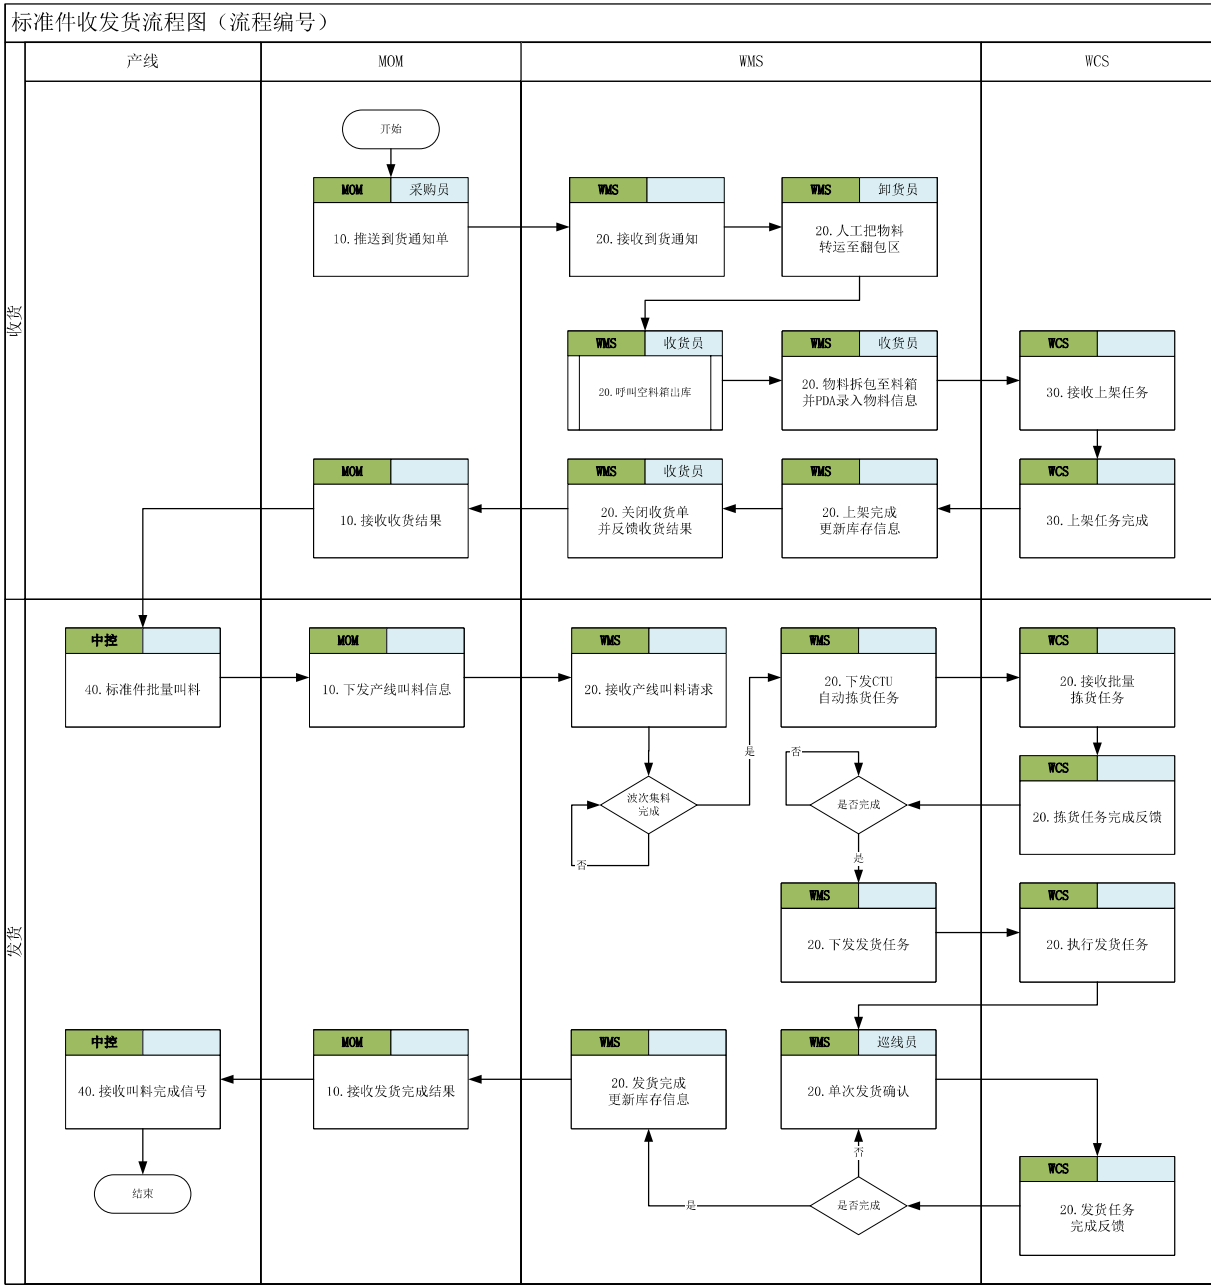 标准件收发货流程图（流程编号）
产线
MOM
WMS
WCS
收货
开始
MOM
采购员
10.推送到货通知单
WMS
20.接收到货通知
WMS
卸货员
20.人工把物料
转运至翻包区
WMS
收货员
20.呼叫空料箱出库
WMS
收货员
20.物料拆包至料箱
并PDA录入物料信息
WCS
30.接收上架任务
MOM
10.接收收货结果
WMS
收货员
20.关闭收货单
并反馈收货结果
WMS
20.上架完成
更新库存信息
WCS
30.上架任务完成
发货
中控
40.标准件批量叫料
MOM
10.下发产线叫料信息
WMS
20.接收产线叫料请求
WMS
20.下发CTU
自动拣货任务
WCS
20.接收批量
拣货任务
是
否
波次集料
完成
否
是否完成
是
WCS
20.拣货任务完成反馈
WMS
20.下发发货任务
WCS
20.执行发货任务
中控
40.接收叫料完成信号
MOM
10.接收发货完成结果
WMS
20.发货完成
更新库存信息
WMS
巡线员
20.单次发货确认
否
结束
是
是否完成
WCS
20.发货任务
完成反馈